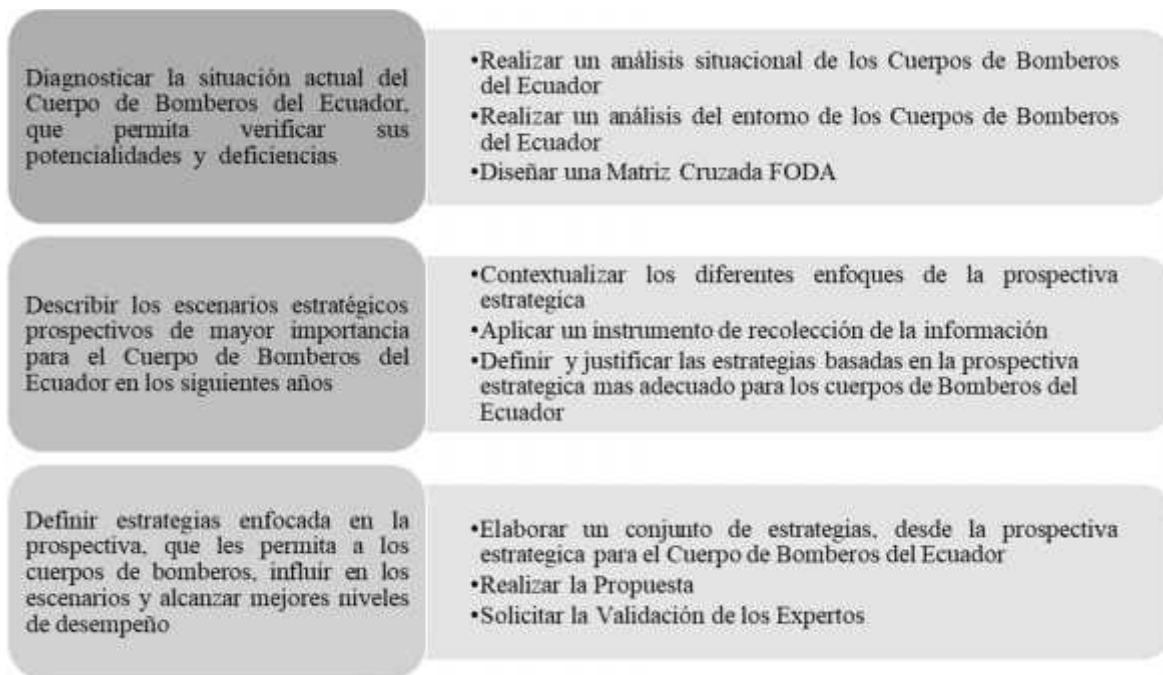 Diagnosticar la situación actual del
Cuerpo de Bomberos del Ecuador,
que permita verificar sus
potencialidades y deficiencias
•Realizar un análisis situacional de los Cuerpos de Bomberos
del Ecuador
•Realizar un análisis del entorno de los Cuerpos de Bomberos
del Ecuador
•Diseñar una Matriz Cruzada FODA
Describir los escenarios estratégicos
prospectivos de mayor importancia
para el Cuerpo de Bomberos del
Ecuador en los siguientes años
•Contextualizar los diferentes enfoques de la prospectiva
estrategica
•Aplicar un instrumento de recolección de la información
•Definir y justificar las estrategias basadas en la prospectiva
estrategica mas adecuado para los cuerpos de Bomberos del
Ecuador
Definir estrategias enfocada en la
prospectiva, que les permita a los
cuerpos de bomberos, influir en los
escenarios y alcanzar mejores niveles
de desempeño
•Elaborar un conjunto de estrategias, desde la prospectiva
estrategica para el Cuerpo de Bomberos del Ecuador
•Realizar la Propuesta
•Solicitar la Validación de los Expertos